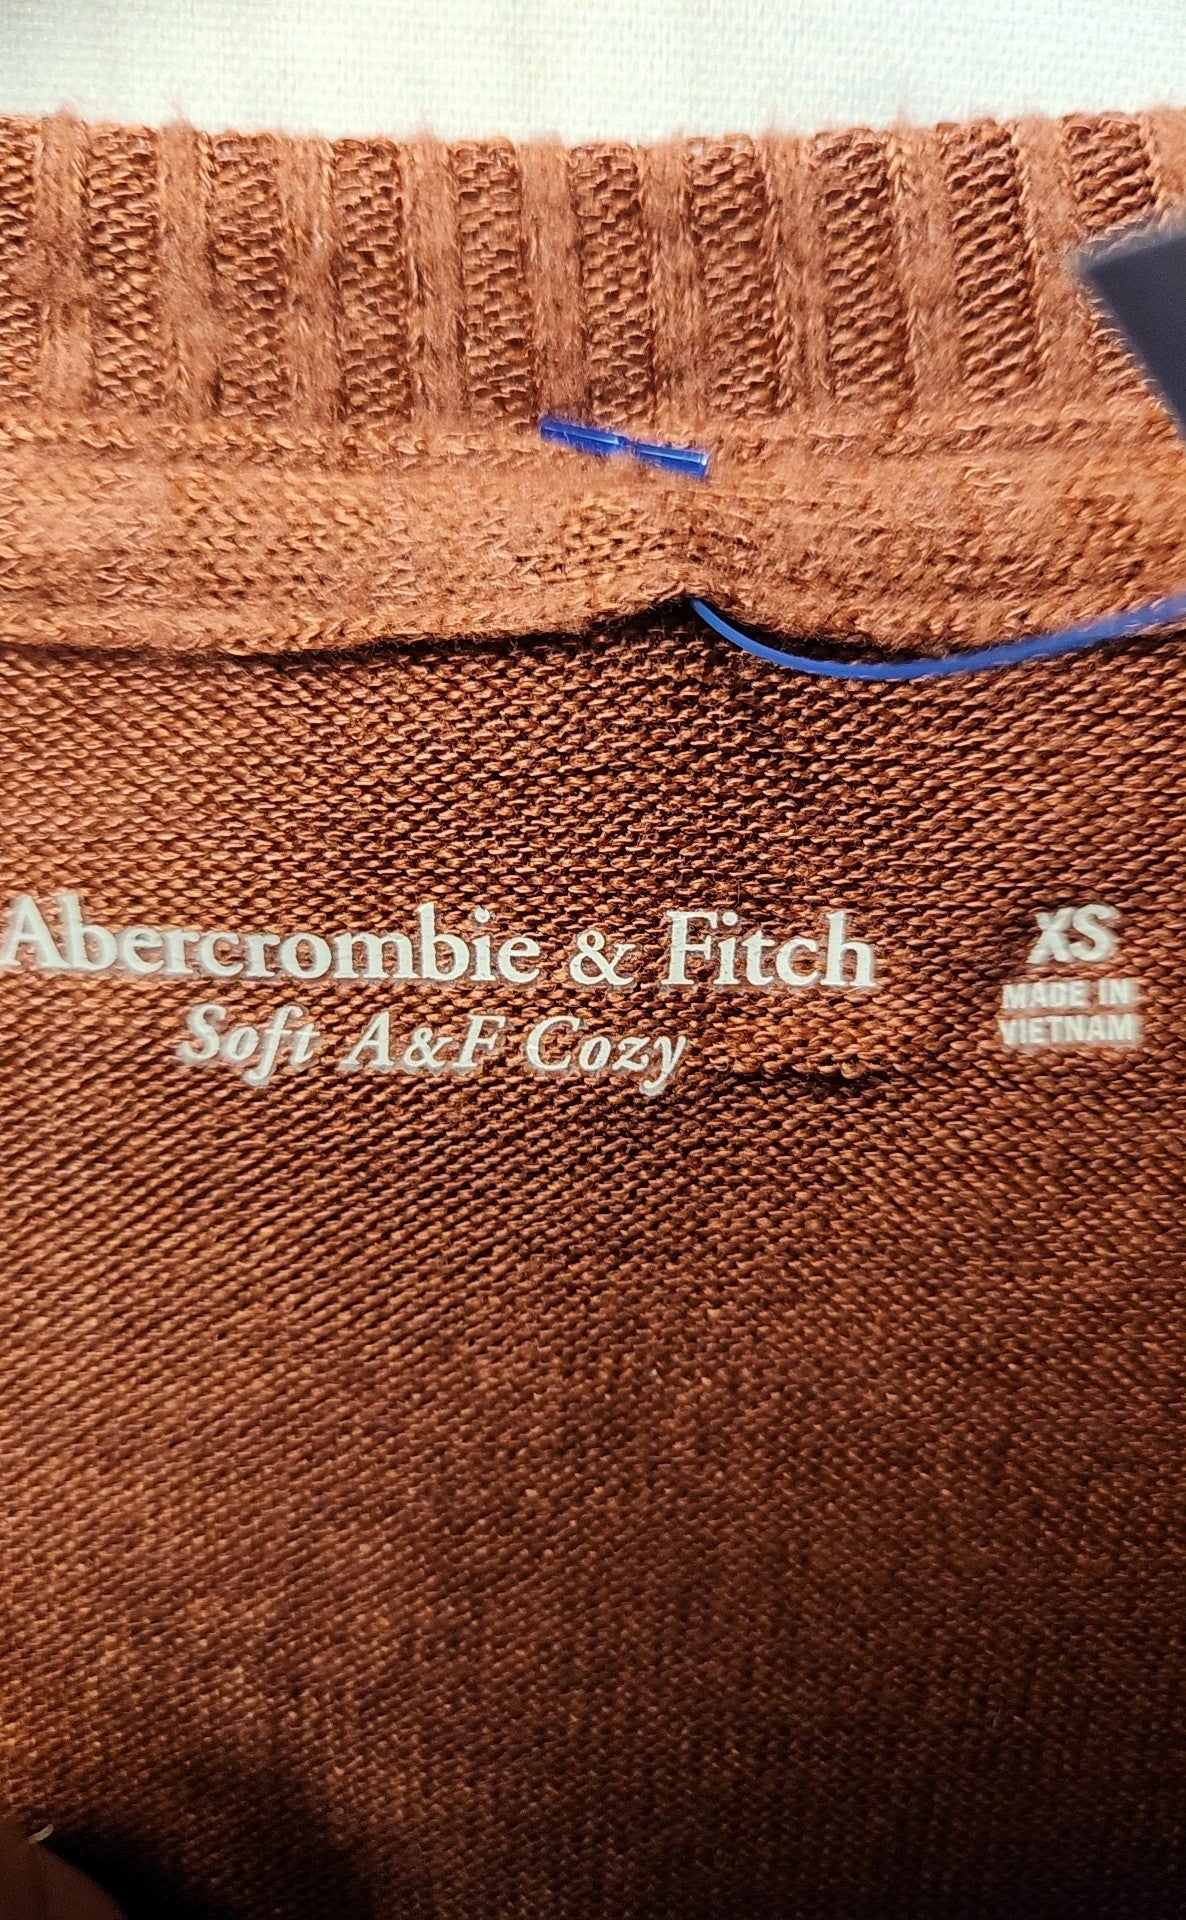 Abercrombie & Fitch
Soft A&F Cozy
XS
MADE IN
VIETNAM